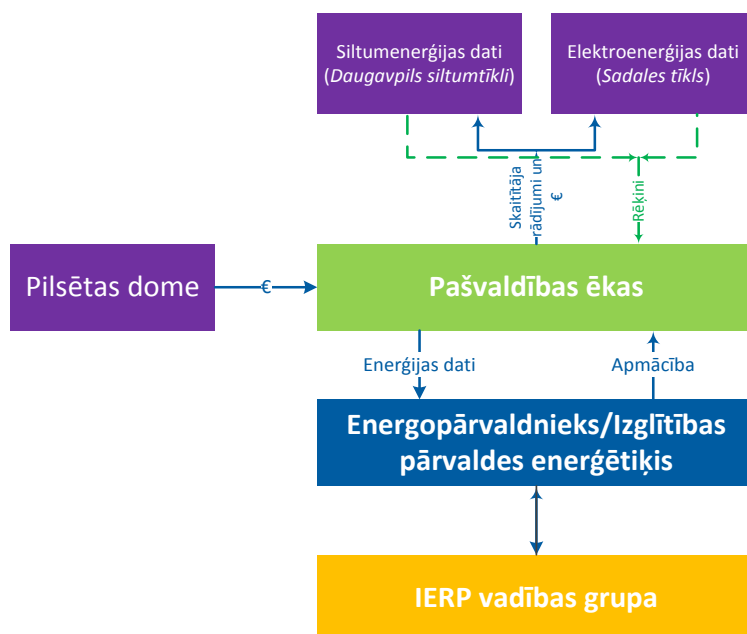 Siltumenerģijas dati
(Daugavpils siltumtīkli)
Elektroenerģijas dati
(Sadales tīkls)
Skaitītāja
rādījumi un
€
Rēķini
Pilsētas dome
€
Pašvaldības ēkas
Enerģijas dati
Apmācība
Energopārvaldnieks/Izglītības
pārvaldes enerģētiķis
IERP vadības grupa